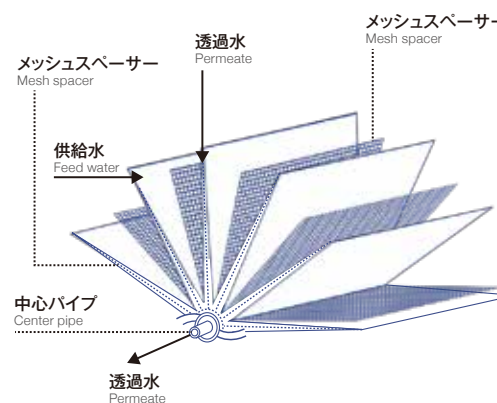 メッシュスペーサー
Mesh spacer
透過水
Permeate
メッシュスペーサー
Mesh spacer
供給水
Feed water
中心パイプ
Center pipe
透過水
Permeate